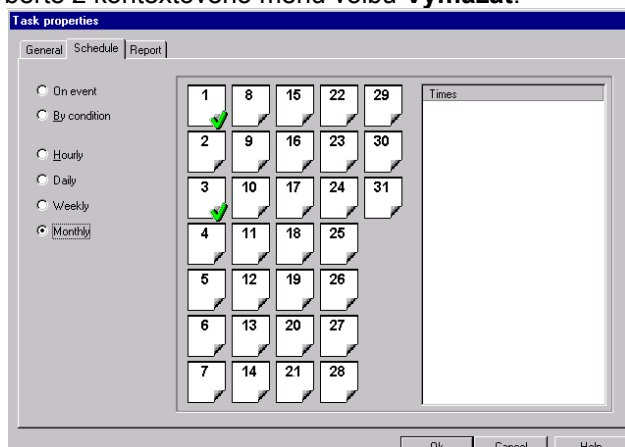 berte z kontextového menu volbu Vymazat.
Task properties
General Schedule Report
On event
By condition
Hourly
Daily
Weekly
Monthly
1 8 15 22 29
2 9 16 23 30
3 10 17 24 31
4 11 18 25
5 12 19 26
6 13 20 27
7 14 21 28
Times
Ok Cancel Help